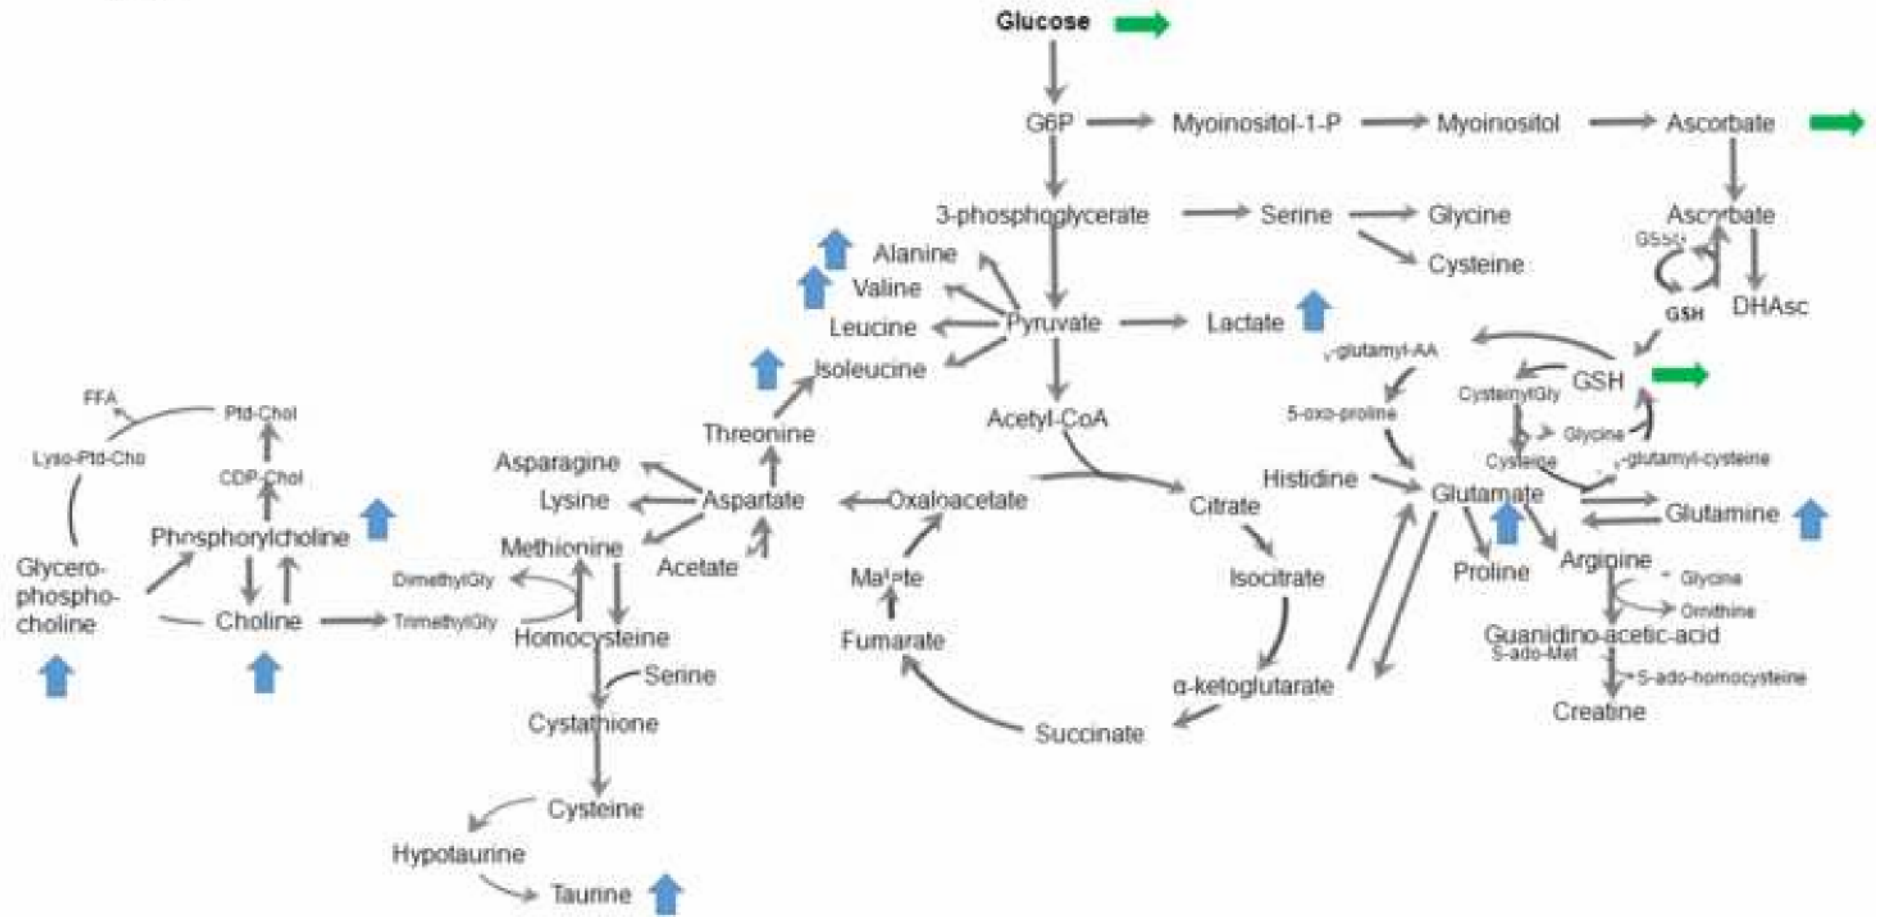 Glucose
G6P
Myoinositol-1-P
Myoinositol
Ascorbate
3-phosphoglycerate
Serine
Glycine
Ascorbate
Alanine
Cysteine
Valine
GSH
DHAsc
Leucine
Pyruvate
Lactate
γ-glutamyl-AA
Isoleucine
GSH
CysteinylGly
FFA
Ptd-Chol
Acetyl-CoA
5-oxo-proline
Threonine
Glycine
Lyso-Ptd-Cho
Asparagine
Cysteine
-glutamyl-cysteine
CDP-Chol
Histidine
Lysine
Aspartate
Oxaloacetate
Citrate
Glutamate
Glutamine
Phosphorylcholine
Methionine
Acetate
Arginine
Glycero-
phospho-
choline
DimethylGly
Malate
Isocitrate
Proline
Glycine
Ornithine
Choline
TrimethylGly
Homocysteine
Fumarate
Guanidino-acetic-acid
S-ado-Met
Serine
α-ketoglutarate
S-ado-homocysteine
Cystathione
Succinate
Creatine
Cysteine
Hypotaurine
Taurine